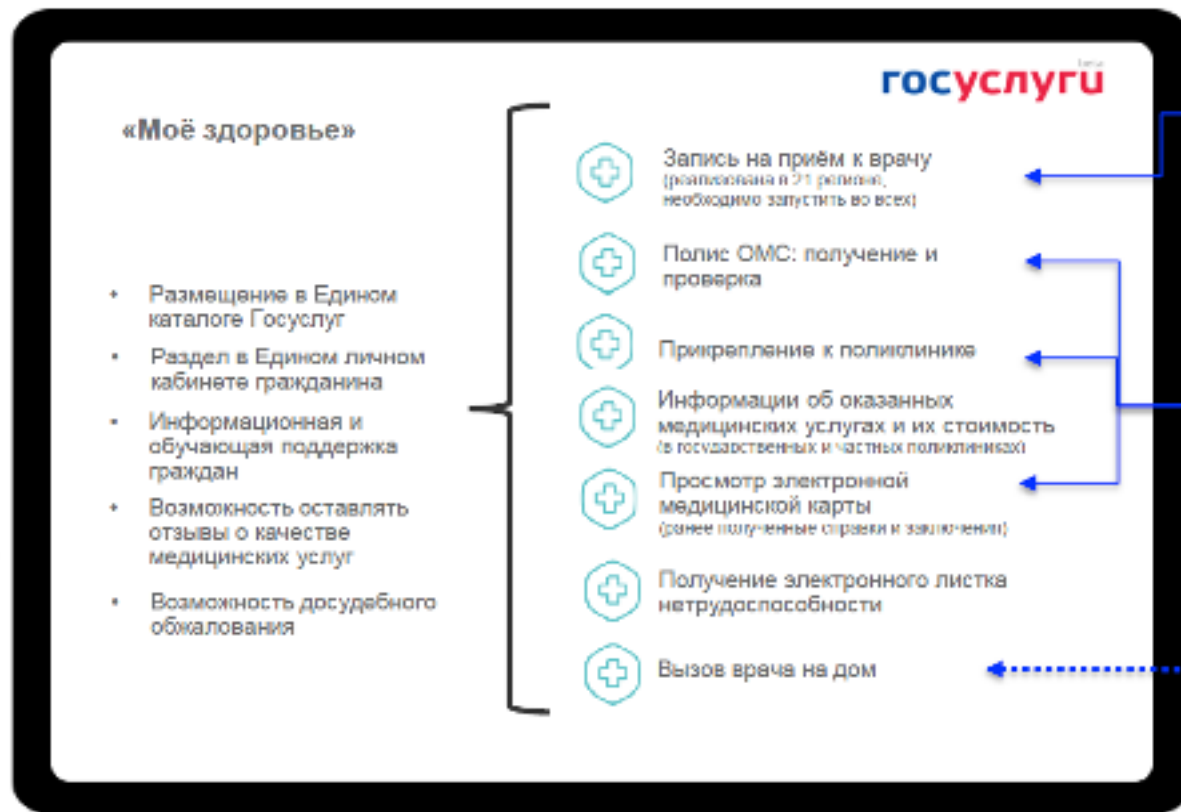 beta
госуслуги
«Моё здоровье»
• Размещение в Едином
каталоге Госуслуг
• Раздел в Едином личном
кабинете гражданина
• Информационная и
обучающая поддержка
граждан
• Возможность оставлять
отзывы о качестве
медицинских услуг
• Возможность досудебного
обжалования
Запись на приём к врачу
(реализована в 21 регионе,
необходимо запустить во всех)
Полис ОМС: получение и
проверка
Прикрепление к поликлинике
Информации об оказанных
медицинских услугах и их стоимость
(в государственных и частных поликлиниках)
Просмотр электронной
медицинской карты
(ранее полученные справки и заключения)
Получение электронного листка
нетрудоспособности
Вызов врача на дом